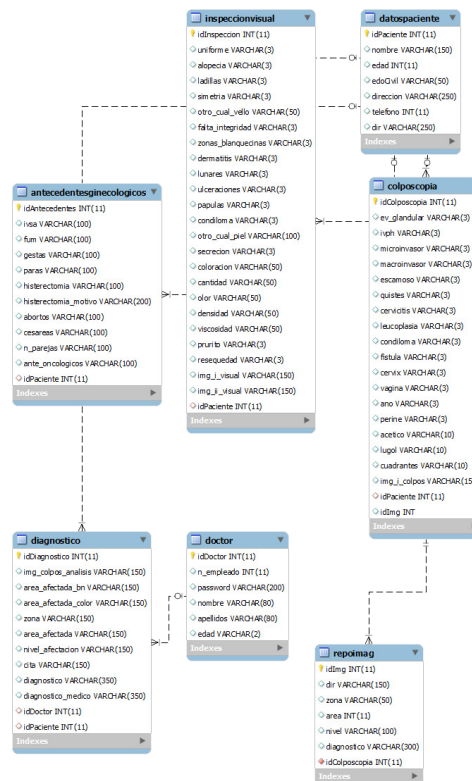 inspeccionvisual
idInspeccion INT(11)
uniforme VARCHAR(3)
alopecia VARCHAR(3)
ladillas VARCHAR(3)
simetria VARCHAR(3)
otro_cual_vello VARCHAR(50)
falta_integridad VARCHAR(3)
zonas_blanquecinas VARCHAR(3)
dermatitis VARCHAR(3)
lunares VARCHAR(3)
ulceraciones VARCHAR(3)
papulas VARCHAR(3)
condiloma VARCHAR(3)
otro_cual_piel VARCHAR(100)
secrecion VARCHAR(3)
coloracion VARCHAR(50)
cantidad VARCHAR(50)
olor VARCHAR(50)
densidad VARCHAR(50)
viscosidad VARCHAR(50)
prurito VARCHAR(3)
resequedad VARCHAR(3)
img_i_visual VARCHAR(150)
img_ii_visual VARCHAR(150)
idPaciente INT(11)
Indexes
datospaciente
idPaciente INT(11)
nombre VARCHAR(150)
edad INT(11)
edoCivil VARCHAR(50)
direccion VARCHAR(250)
telefono INT(11)
dir VARCHAR(250)
Indexes
antecedentesginecologicos
idAntecedentes INT(11)
ivsa VARCHAR(100)
fum VARCHAR(100)
gestas VARCHAR(100)
paras VARCHAR(100)
histerectomia VARCHAR(100)
histerectomia_motivo VARCHAR(200)
abortos VARCHAR(100)
cesareas VARCHAR(100)
n_parejas VARCHAR(100)
ante_oncologicos VARCHAR(100)
idPaciente INT(11)
Indexes
colposcopia
idColposcopia INT(11)
ev_glandular VARCHAR(3)
ivph VARCHAR(3)
microinvasor VARCHAR(3)
macroinvasor VARCHAR(3)
escamoso VARCHAR(3)
quistes VARCHAR(3)
cervicitis VARCHAR(3)
leucoplasia VARCHAR(3)
condiloma VARCHAR(3)
fistula VARCHAR(3)
cervix VARCHAR(3)
vagina VARCHAR(3)
ano VARCHAR(3)
perine VARCHAR(3)
acetico VARCHAR(10)
lugol VARCHAR(10)
cuadrantes VARCHAR(10)
img_i_colpos VARCHAR(15
idPaciente INT(11)
idImg INT
Indexes
diagnostico
idDiagnostico INT(11)
img_colpos_analisis VARCHAR(150)
area_afectada_bn VARCHAR(150)
area_afectada_color VARCHAR(150)
zona VARCHAR(150)
area_afectada VARCHAR(150)
nivel_afectacion VARCHAR(150)
cita VARCHAR(150)
diagnostico VARCHAR(350)
diagnostico_medico VARCHAR(350)
idDoctor INT(11)
idPaciente INT(11)
Indexes
doctor
idDoctor INT(11)
n_empleado INT(11)
password VARCHAR(200)
nombre VARCHAR(80)
apellidos VARCHAR(80)
edad VARCHAR(2)
Indexes
repoimag
idImg INT(11)
dir VARCHAR(150)
zona VARCHAR(50)
area INT(11)
nivel VARCHAR(100)
diagnostico VARCHAR(300)
idColposcopia INT(11)
Indexes